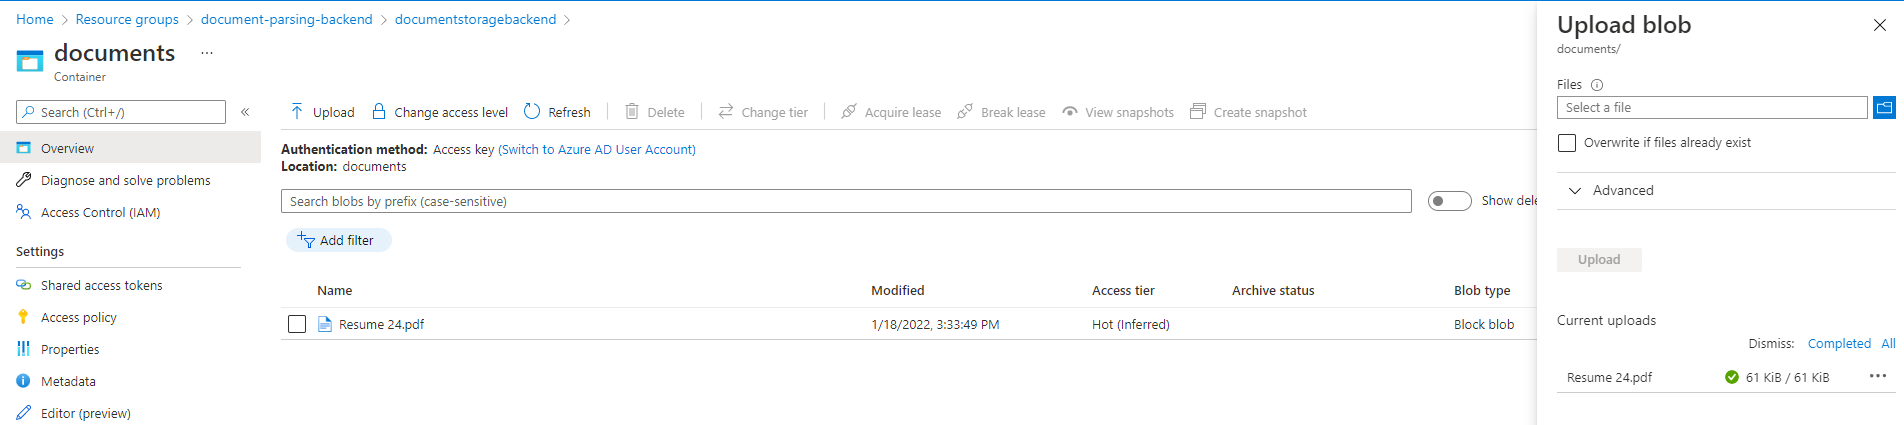 Home > Resource groups > document-parsing-backend > documentstoragebackend >
documents ...
Container
Search (Ctrl+/) «
Overview
Diagnose and solve problems
Access Control (IAM)
Settings
Shared access tokens
Access policy
Properties
Metadata
Editor (preview)
Upload Change access level Refresh Delete Change tier Acquire lease Break lease View snapshots Create snapshot
Authentication method: Access key (Switch to Azure AD User Account)
Location: documents
Search blobs by prefix (case-sensitive) Show dele
Add filter
Name Modified Access tier Archive status Blob type
Resume 24.pdf 1/18/2022, 3:33:49 PM Hot (Inferred) Block blob
Upload blob
documents/
Files
Select a file
Overwrite if files already exist
Advanced
Upload
Current uploads
Dismiss: Completed All
Resume 24.pdf 61 KiB / 61 KiB ...